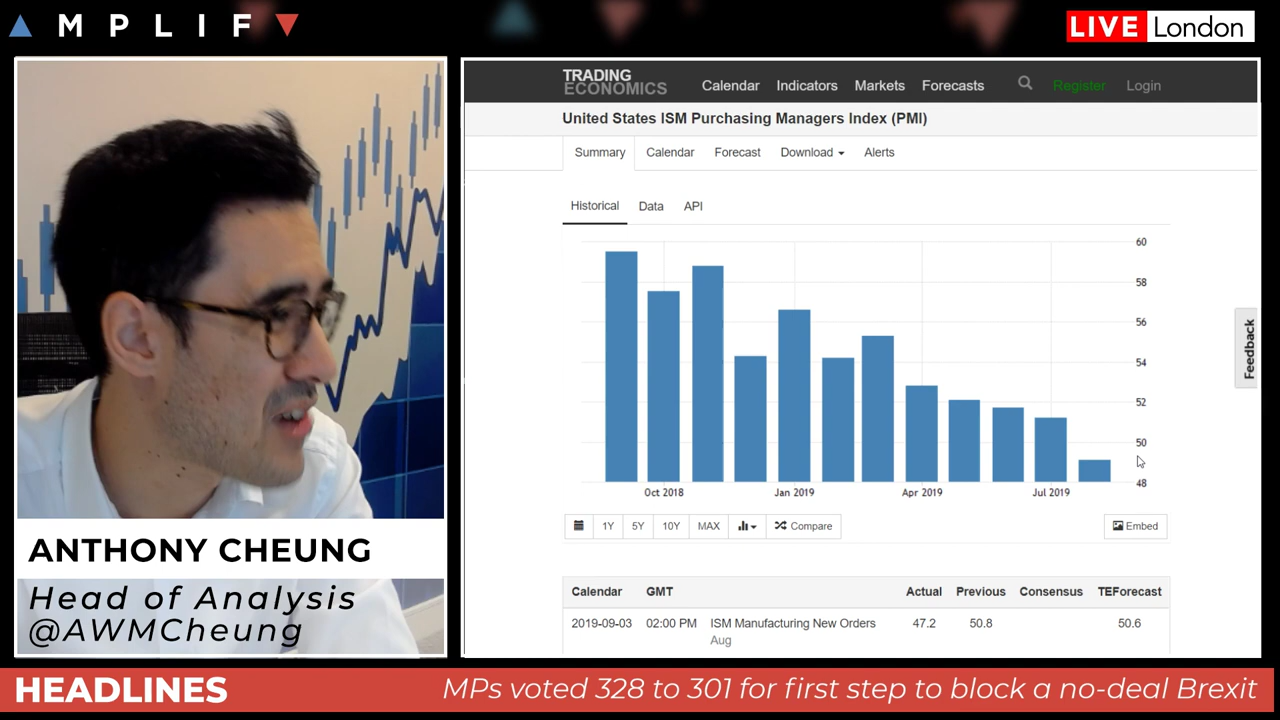 MPLIF
LIVE London
TRADING
ECONOMICS
Calendar Indicators Markets Forecasts Register Login
United States ISM Purchasing Managers Index (PMI)
Summary Calendar Forecast Download Alerts
Historical Data API
60
58
56
54
52
50
48
Oct 2018 Jan 2019 Apr 2019 Jul 2019
1Y 5Y 10Y MAX Compare Embed
Feedback
Calendar GMT Actual Previous Consensus TEForecast
2019-09-03 02:00 PM ISM Manufacturing New Orders 47.2 50.8 50.6
Aug
ANTHONY CHEUNG
Head of Analysis
@AWMCheung
HEADLINES MPs voted 328 to 301 for first step to block a no-deal Brexit